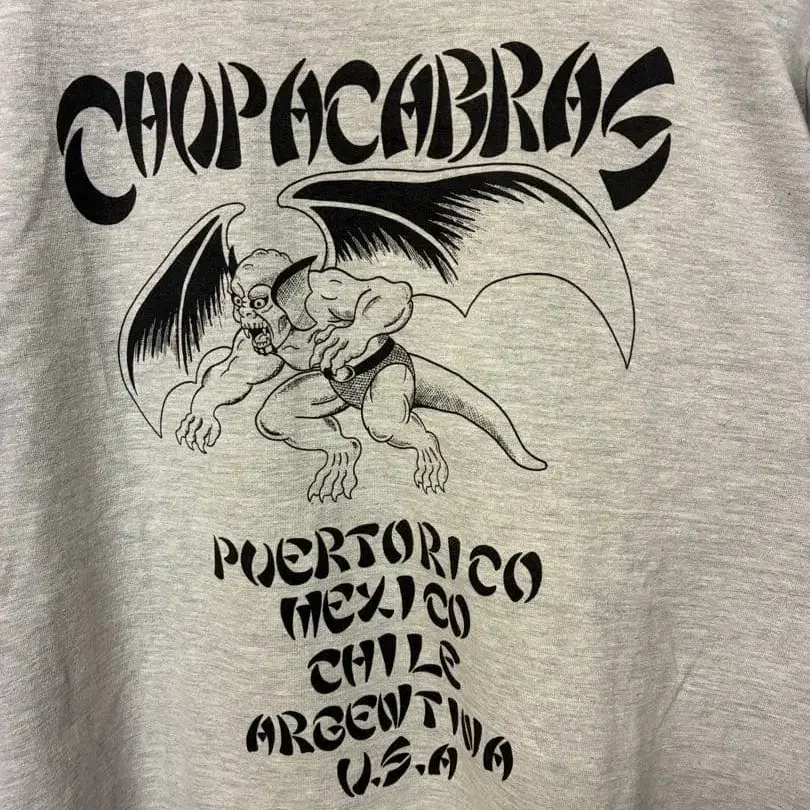 CHUPACABRAS
PUERTORICO
MEXICO
CHILE
ARGENTINA
U.S.A